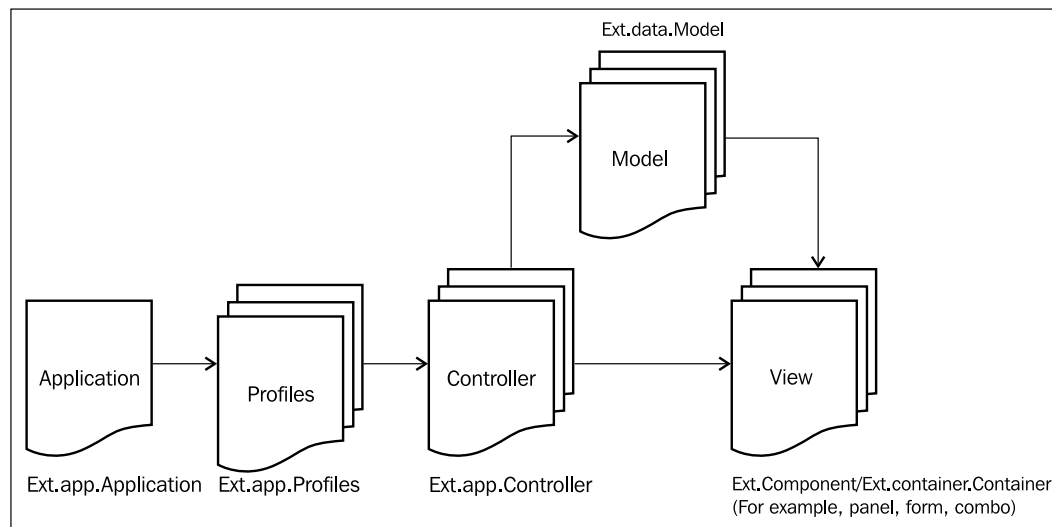 Ext.data.Model
Model
Application
Profiles
Controller
View
Ext.app.Application
Ext.app.Profiles
Ext.app.Controller
Ext.Component/Ext.container.Container
(For example, panel, form, combo)